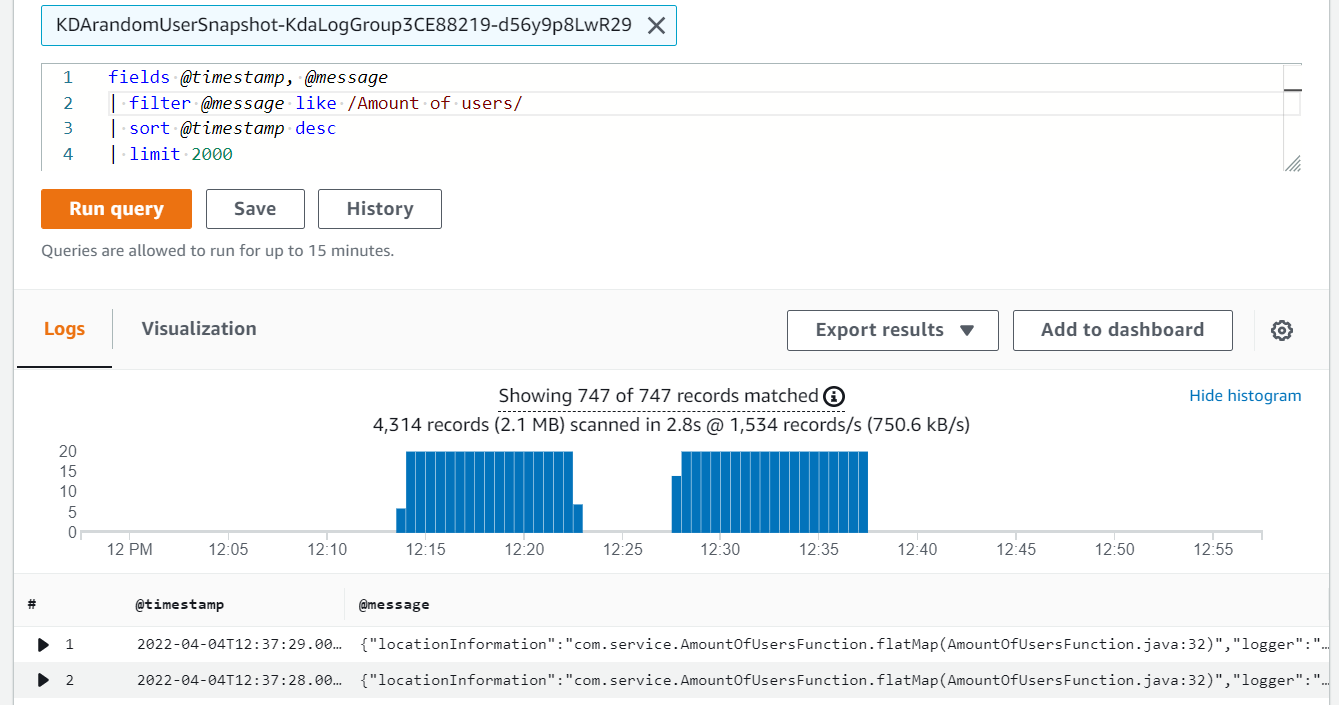 KDArandomUserSnapshot-KdaLogGroup3CE88219-d56y9p8LwR29
1 fields @timestamp, @message
2 | filter @message like /Amount of users/
3 | sort @timestamp desc
4 | limit 2000
Run query Save History
Queries are allowed to run for up to 15 minutes.
Logs Visualization Export results Add to dashboard
Showing 747 of 747 records matched
Hide histogram
4,314 records (2.1 MB) scanned in 2.8s @ 1,534 records/s (750.6 kB/s)
20
15
10
5
0
12 PM 12:05 12:10 12:15 12:20 12:25 12:30 12:35 12:40 12:45 12:50 12:55
# @timestamp @message
1 2022-04-04T12:37:29.00… {"locationInformation":"com.service.AmountOfUsersFunction.flatMap(AmountOfUsersFunction.java:32)","logger":"…
2 2022-04-04T12:37:28.00… {"locationInformation":"com.service.AmountOfUsersFunction.flatMap(AmountOfUsersFunction.java:32)","logger":"…